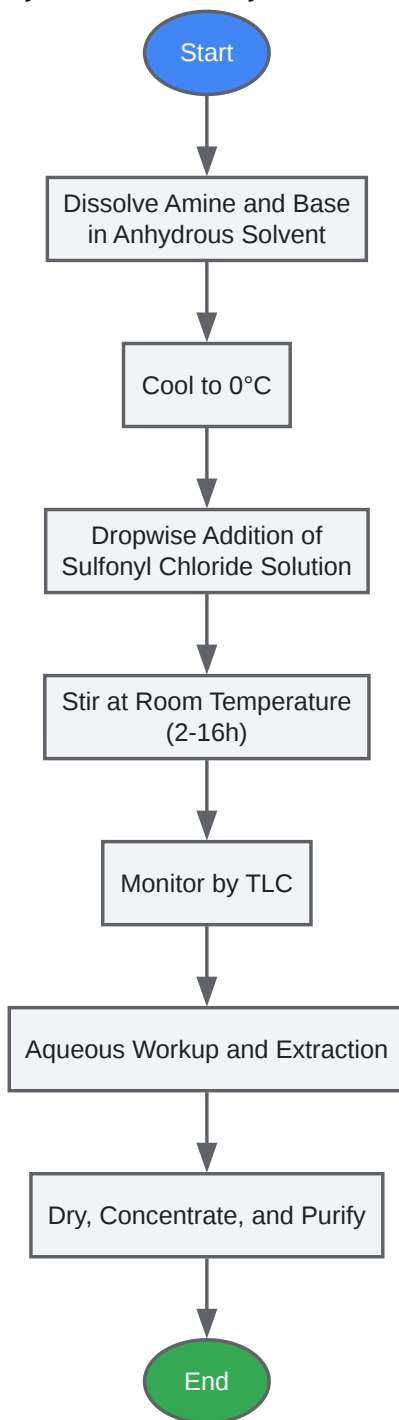 Start
Dissolve Amine and Base
in Anhydrous Solvent
Cool to 0°C
Dropwise Addition of
Sulfonyl Chloride Solution
Stir at Room Temperature
(2-16h)
Monitor by TLC
Aqueous Workup and Extraction
Dry, Concentrate, and Purify
End